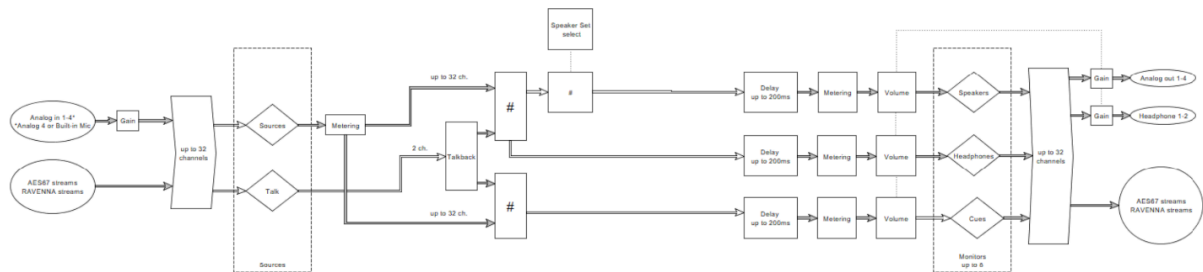 Speaker Set
select
up to 32 ch.
#
#
Delay
up to 200ms
Metering
Volume
Speakers
Gain
Analog out 1-4
Analog in 1-4*
*Analog 4 or Built-in Mic
Gain
up to 32
channels
Sources
Metering
Gain
Headphone 1-2
2 ch.
Talkback
Delay
up to 200ms
Metering
Volume
Headphones
up to 32
channels
AES67 streams
RAVENNA streams
Talk
#
up to 32 ch.
Delay
up to 200ms
Metering
Volume
Cues
AES67 streams
RAVENNA streams
Sources
Monitors
up to 6